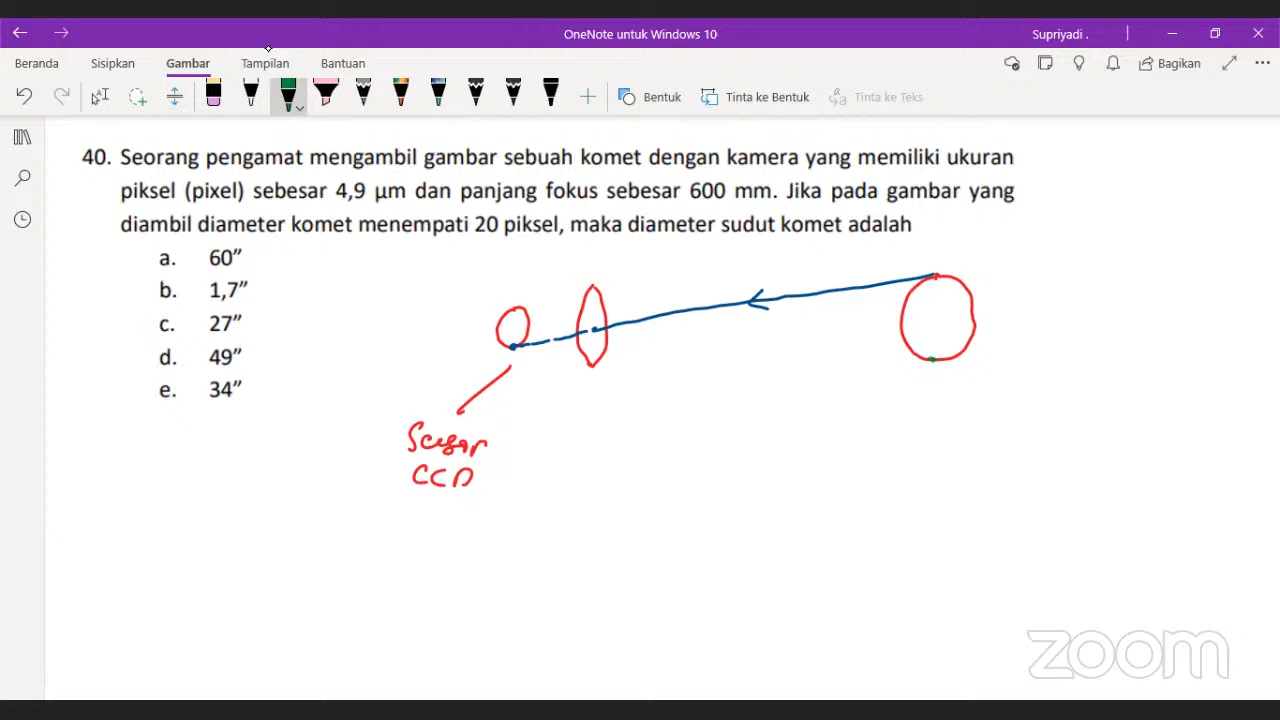 OneNote untuk Windows 10
Supriyadi .
Beranda
Sisipkan
Gambar
Tampilan
Bantuan
Bagikan
Bentuk
Tinta ke Bentuk
Tinta ke Teks
40. Seorang pengamat mengambil gambar sebuah komet dengan kamera yang memiliki ukuran
piksel (pixel) sebesar 4,9 μm dan panjang fokus sebesar 600 mm. Jika pada gambar yang
diambil diameter komet menempati 20 piksel, maka diameter sudut komet adalah
a. 60”
b. 1,7”
c. 27”
d. 49”
e. 34”
CCD
zoom